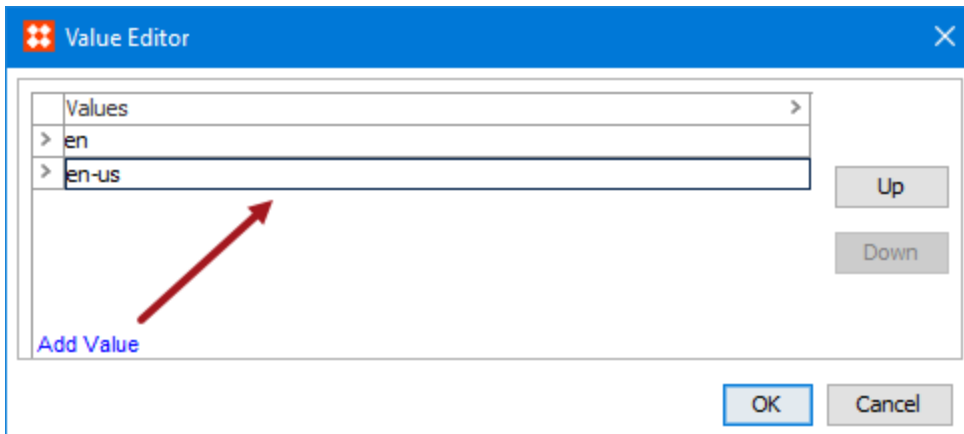 Value Editor
Values
en
en-us
Up
Down
Add Value
OK
Cancel